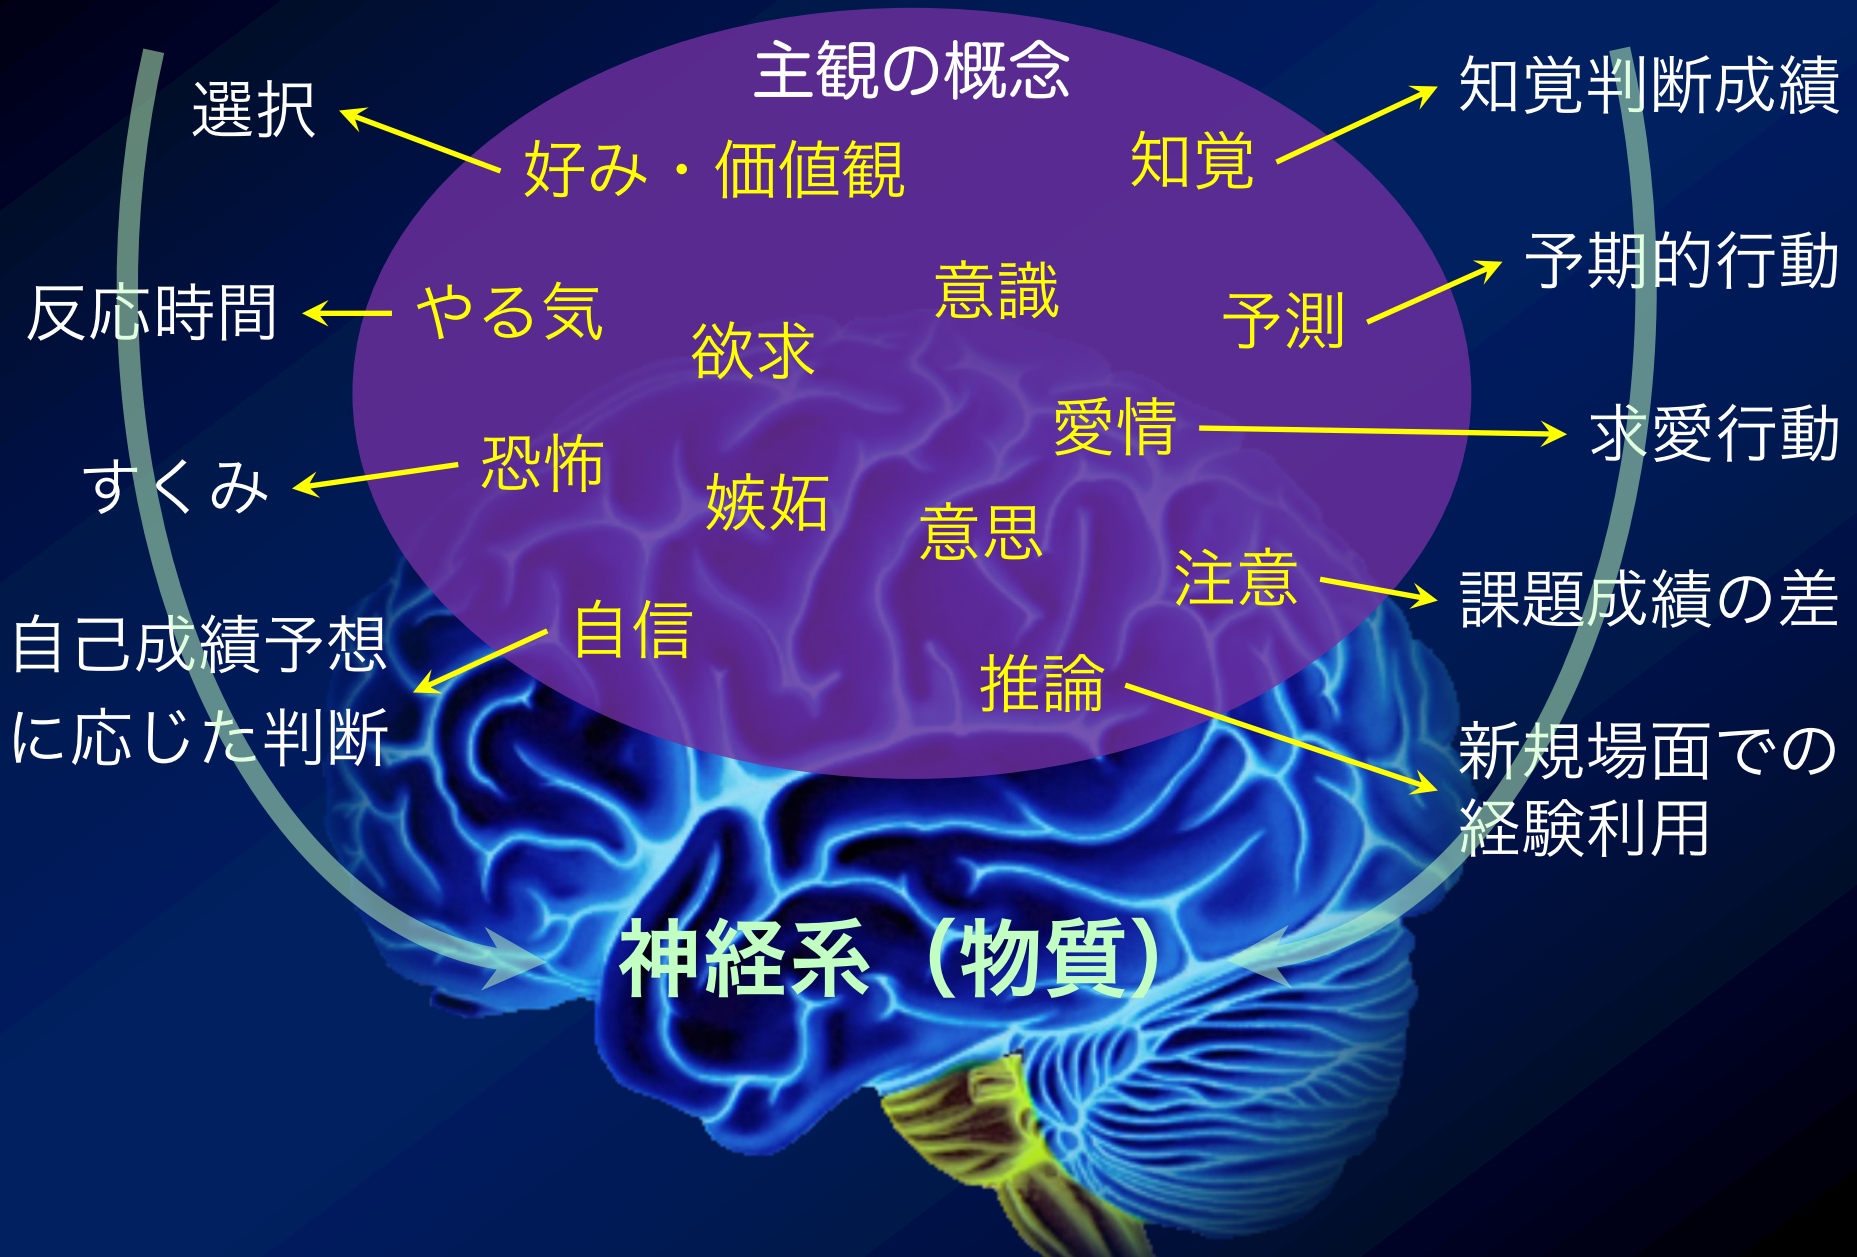 主観の概念
選択
好み・価値観
知覚
知覚判断成績
反応時間
やる気
欲求
意識
予測
予期的行動
すくみ
恐怖
嫉妬
愛情
求愛行動
意思
注意
課題成績の差
自己成績予想
に応じた判断
自信
推論
新規場面での
経験利用
神経系（物質）